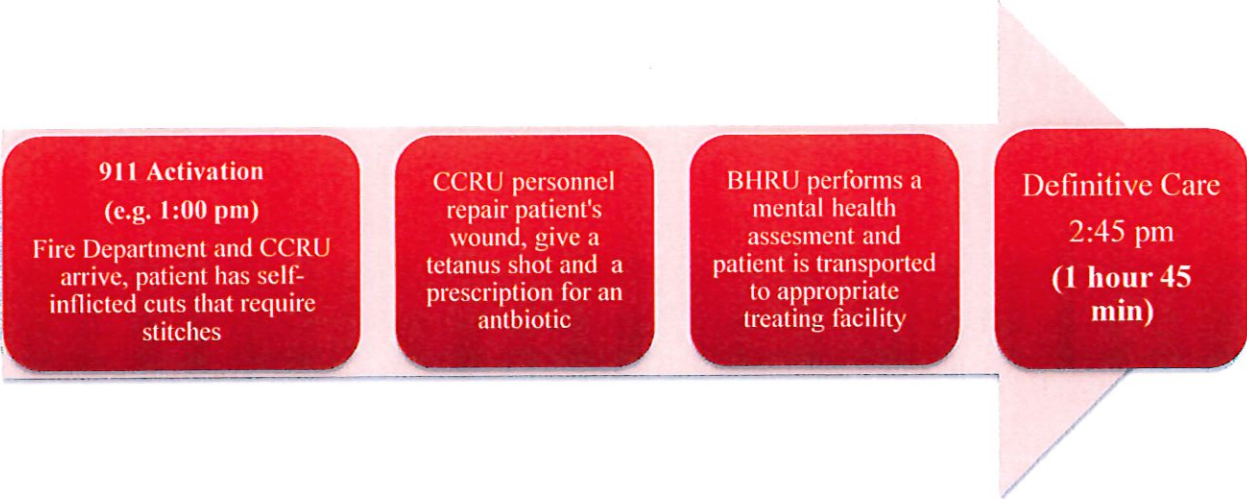 911 Activation
(e.g. 1:00 pm)
Fire Department and CCRU
arrive, patient has self-
inflicted cuts that require
stitches
CCRU personnel
repair patient's
wound, give a
tetanus shot and a
prescription for an
antbiotic
BHRU performs a
mental health
assesment and
patient is transported
to appropriate
treating facility
Definitive Care
2:45 pm
(1 hour 45
min)